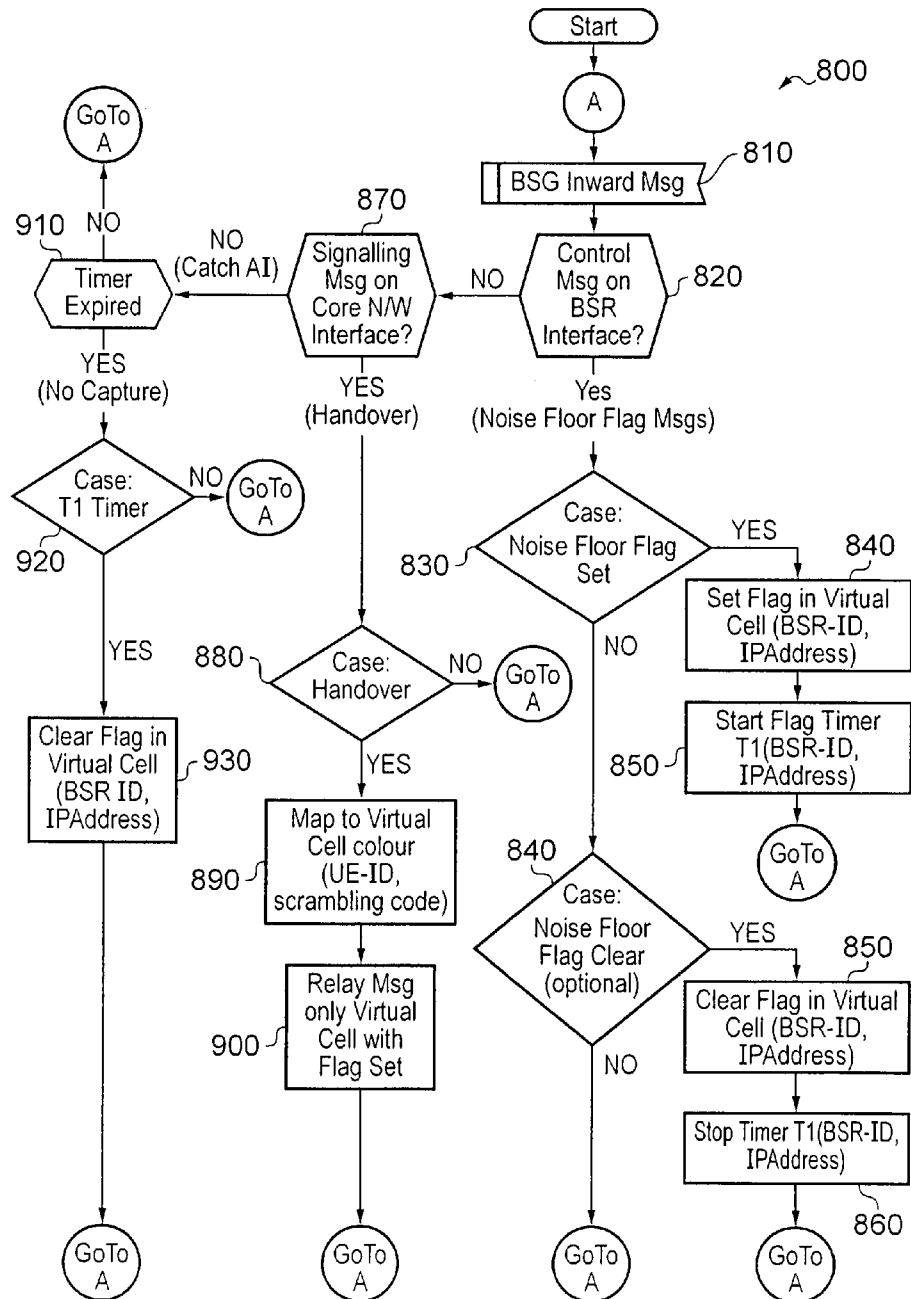 Start
A
800
BSG Inward Msg
810
Control
Msg on
BSR
Interface?
820
NO
870
Signalling
Msg on
Core N/W
Interface?
NO
(Catch AI)
910
Timer
Expired
NO
GoTo
A
YES
(No Capture)
Case:
T1 Timer
920
NO
GoTo
A
YES
Clear Flag in
Virtual Cell
(BSR ID,
IPAddress)
930
GoTo
A
YES
(Handover)
880
Case:
Handover
NO
GoTo
A
YES
Map to Virtual
Cell colour
(UE-ID,
scrambling code)
890
Relay Msg
only Virtual
Cell with
Flag Set
900
GoTo
A
Yes
(Noise Floor Flag Msgs)
Case:
Noise Floor Flag
Set
830
YES
840
Set Flag in Virtual
Cell (BSR-ID,
IPAddress)
Start Flag Timer
T1(BSR-ID,
IPAddress)
850
GoTo
A
NO
840
Case:
Noise Floor
Flag Clear
(optional)
YES
850
Clear Flag in Virtual
Cell (BSR-ID,
IPAddress)
Stop Timer T1(BSR-ID,
IPAddress)
860
GoTo
A
NO
GoTo
A